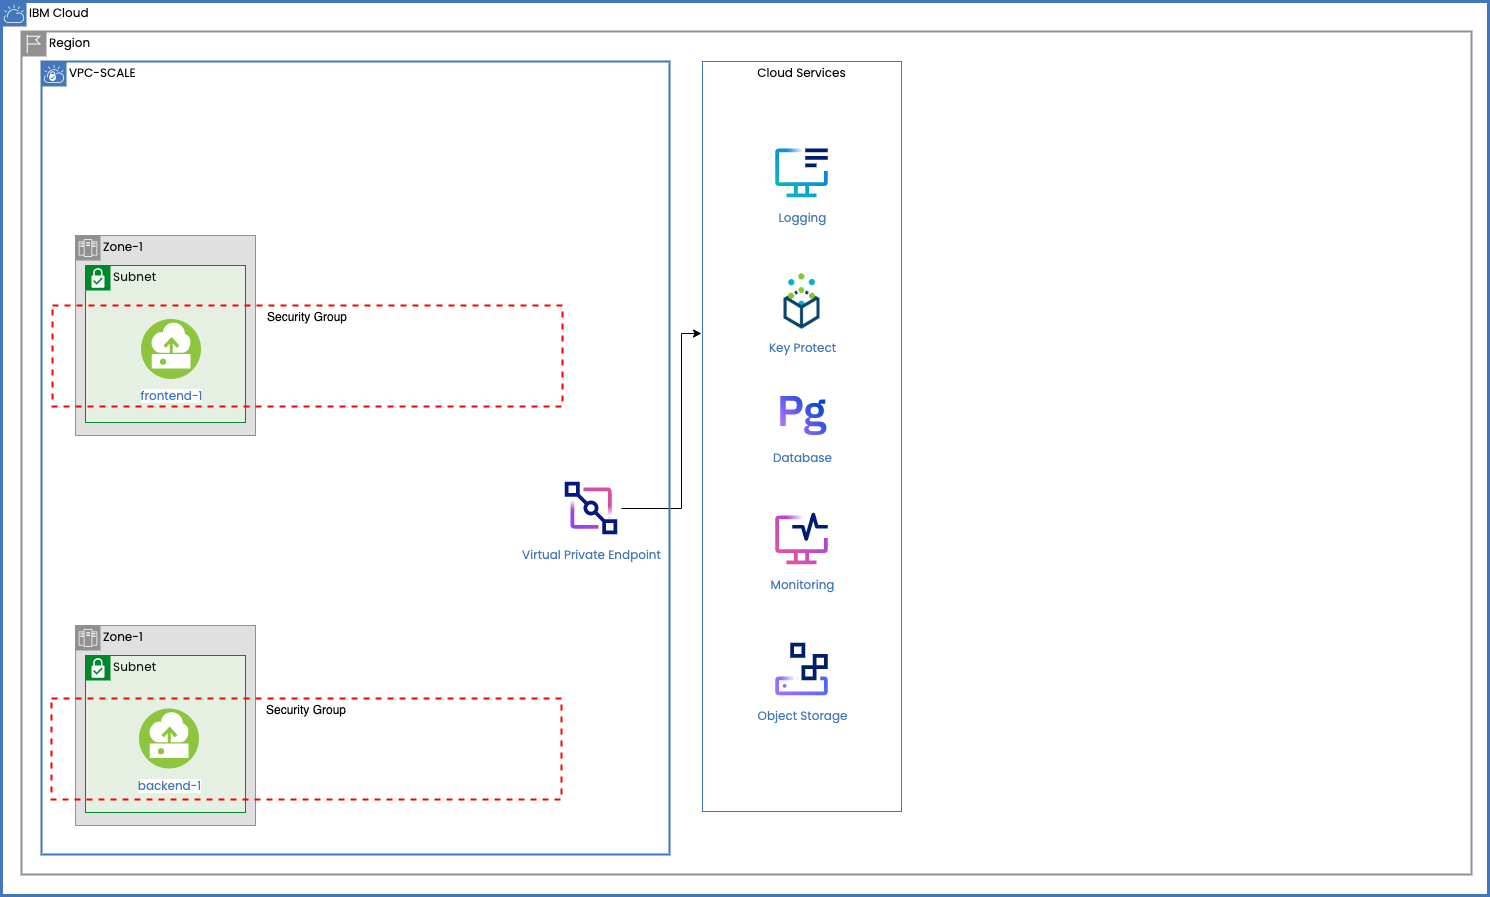 IBM Cloud
Region
VPC-SCALE
Cloud Services
Logging
Zone-1
Subnet
Security Group
frontend-1
Key Protect
Pg
Database
Virtual Private Endpoint
Monitoring
Zone-1
Subnet
Security Group
backend-1
Object Storage